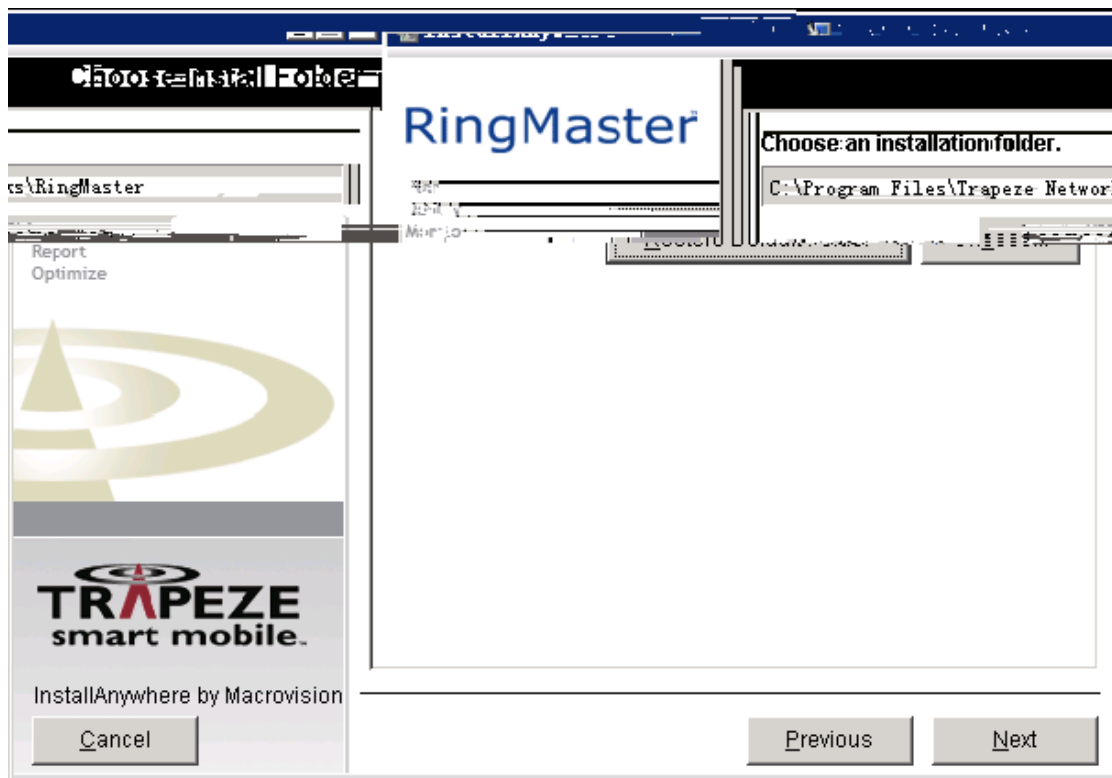 Choose Install Folder
RingMaster
Choose an installation folder.
ks\RingMaster
C:\Program Files\Trapeze Networ
Report
Optimize
TRAPEZE
smart mobile.
InstallAnywhere by Macrovision
Cancel
Previous
Next